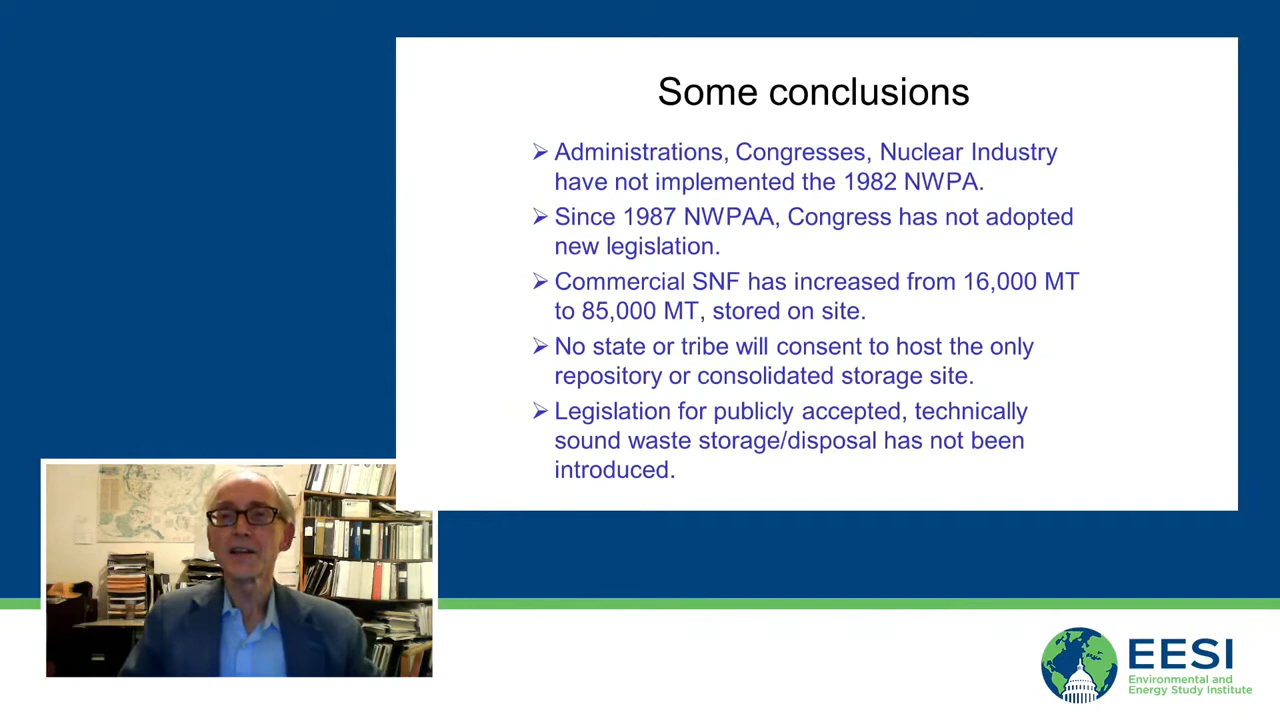 Some conclusions
➢ Administrations, Congresses, Nuclear Industry
have not implemented the 1982 NWPA.
➢ Since 1987 NWPAA, Congress has not adopted
new legislation.
➢ Commercial SNF has increased from 16,000 MT
to 85,000 MT, stored on site.
➢ No state or tribe will consent to host the only
repository or consolidated storage site.
➢ Legislation for publicly accepted, technically
sound waste storage/disposal has not been
introduced.
EESI
Environmental and
Energy Study Institute